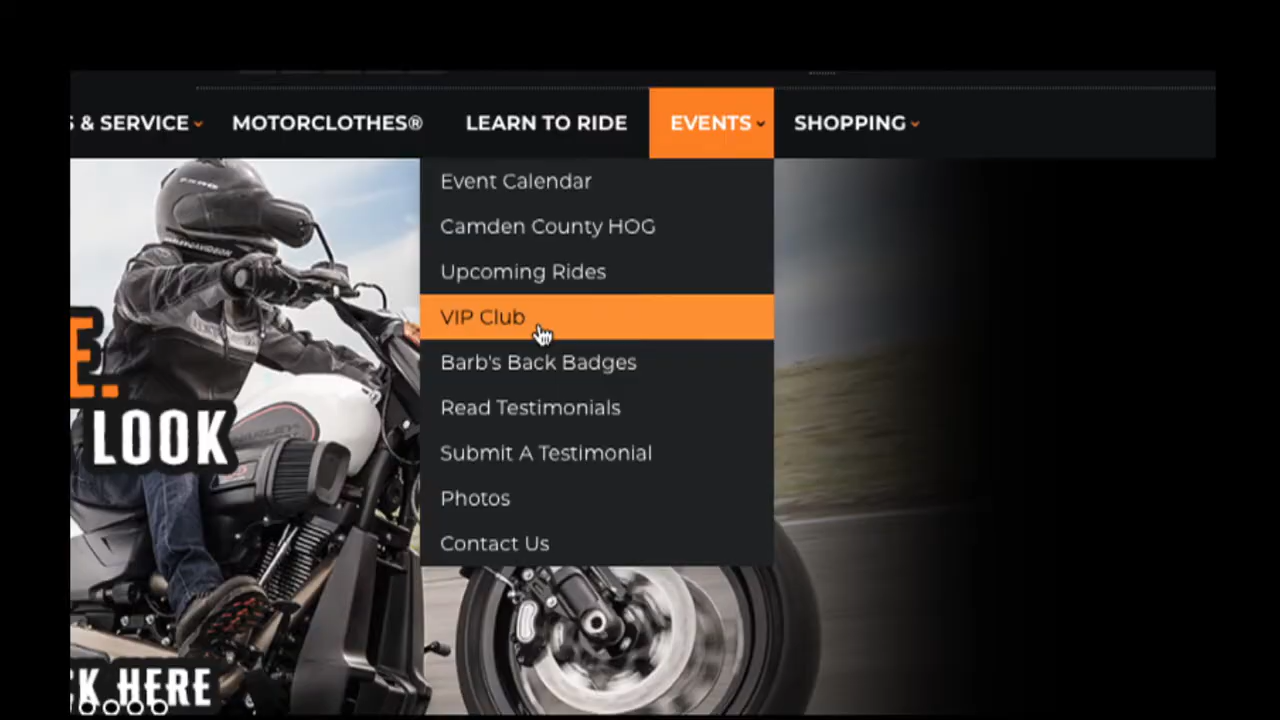 & SERVICE MOTORCLOTHES® LEARN TO RIDE EVENTS SHOPPING
Event Calendar
Camden County HOG
Upcoming Rides
VIP Club
Barb's Back Badges
Read Testimonials
Submit A Testimonial
Photos
Contact Us
E.
LOOK
HERE